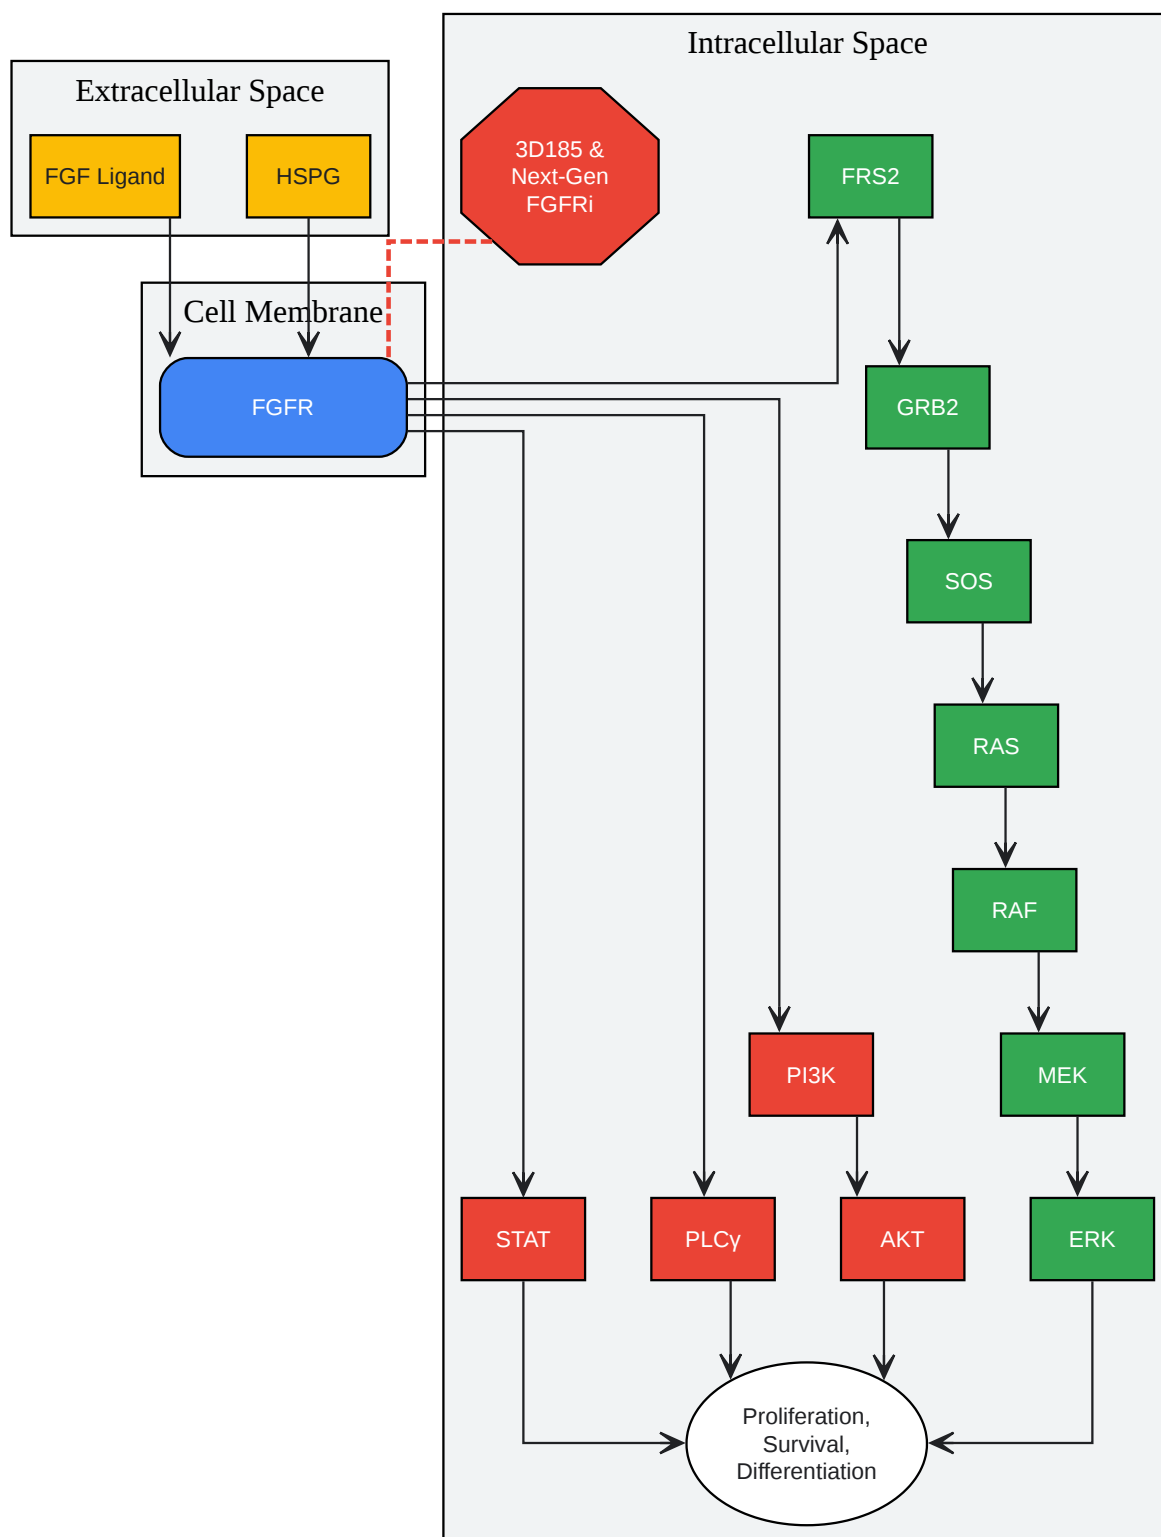 Intracellular Space
Extracellular Space
FGF Ligand
HSPG
3D185 &
Next-Gen
FGFRi
FRS2
Cell Membrane
FGFR
GRB2
SOS
RAS
RAF
PI3K
MEK
STAT
PLCγ
AKT
ERK
Proliferation,
Survival,
Differentiation